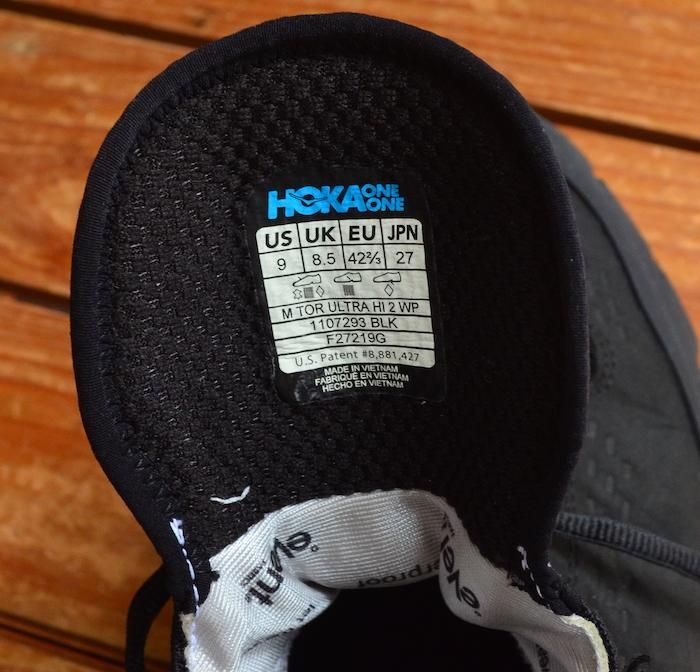 HOKA ONE ONE
US UK EU JPN
9 8.5 42⅔ 27
M TOR ULTRA HI 2 WP
1107293 BLK
F27219G
U.S. Patent #8,881,427
MADE IN VIETNAM
FABRIQUÉ EN VIETNAM
HECHO EN VIETNAM
eVent